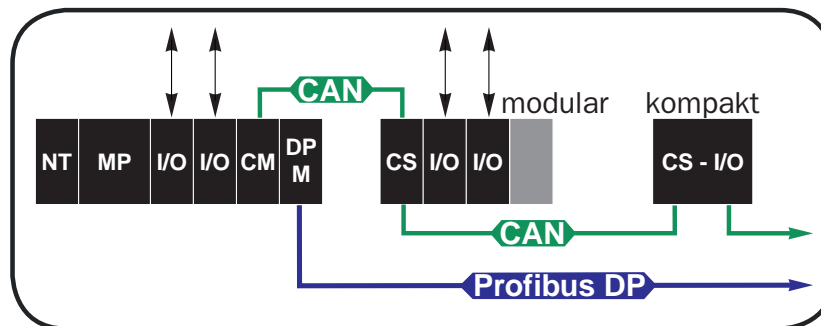 CAN
modular kompakt
NT MP I/O I/O CM DP M CS I/O I/O CS - I/O
CAN
Profibus DP